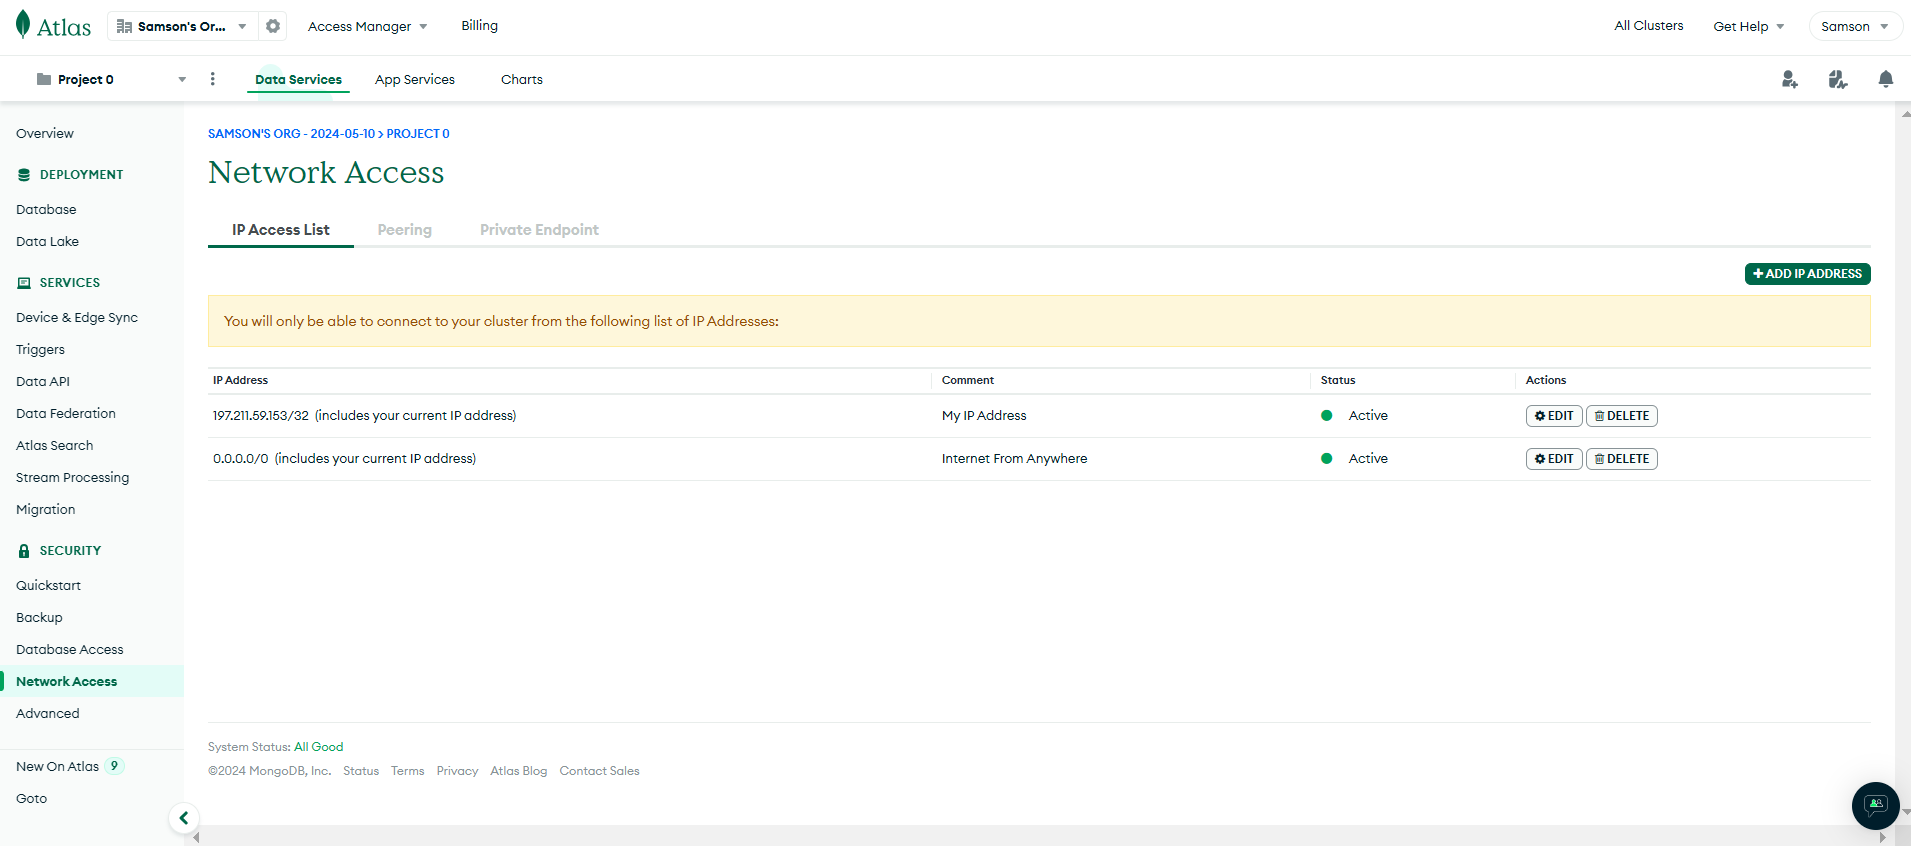 Atlas
Samson's Or...
Access Manager
Billing
All Clusters
Get Help
Samson
Project 0
Data Services
App Services
Charts
Overview
DEPLOYMENT
Database
Data Lake
SERVICES
Device & Edge Sync
Triggers
Data API
Data Federation
Atlas Search
Stream Processing
Migration
SECURITY
Quickstart
Backup
Database Access
Network Access
Advanced
New On Atlas 9
Goto
SAMSON'S ORG - 2024-05-10 > PROJECT 0
Network Access
IP Access List
Peering
Private Endpoint
+ ADD IP ADDRESS
You will only be able to connect to your cluster from the following list of IP Addresses:
IP Address Comment Status Actions
197.211.59.153/32 (includes your current IP address) My IP Address Active EDIT DELETE
0.0.0.0/0 (includes your current IP address) Internet From Anywhere Active EDIT DELETE
System Status: All Good
©2024 MongoDB, Inc. Status Terms Privacy Atlas Blog Contact Sales